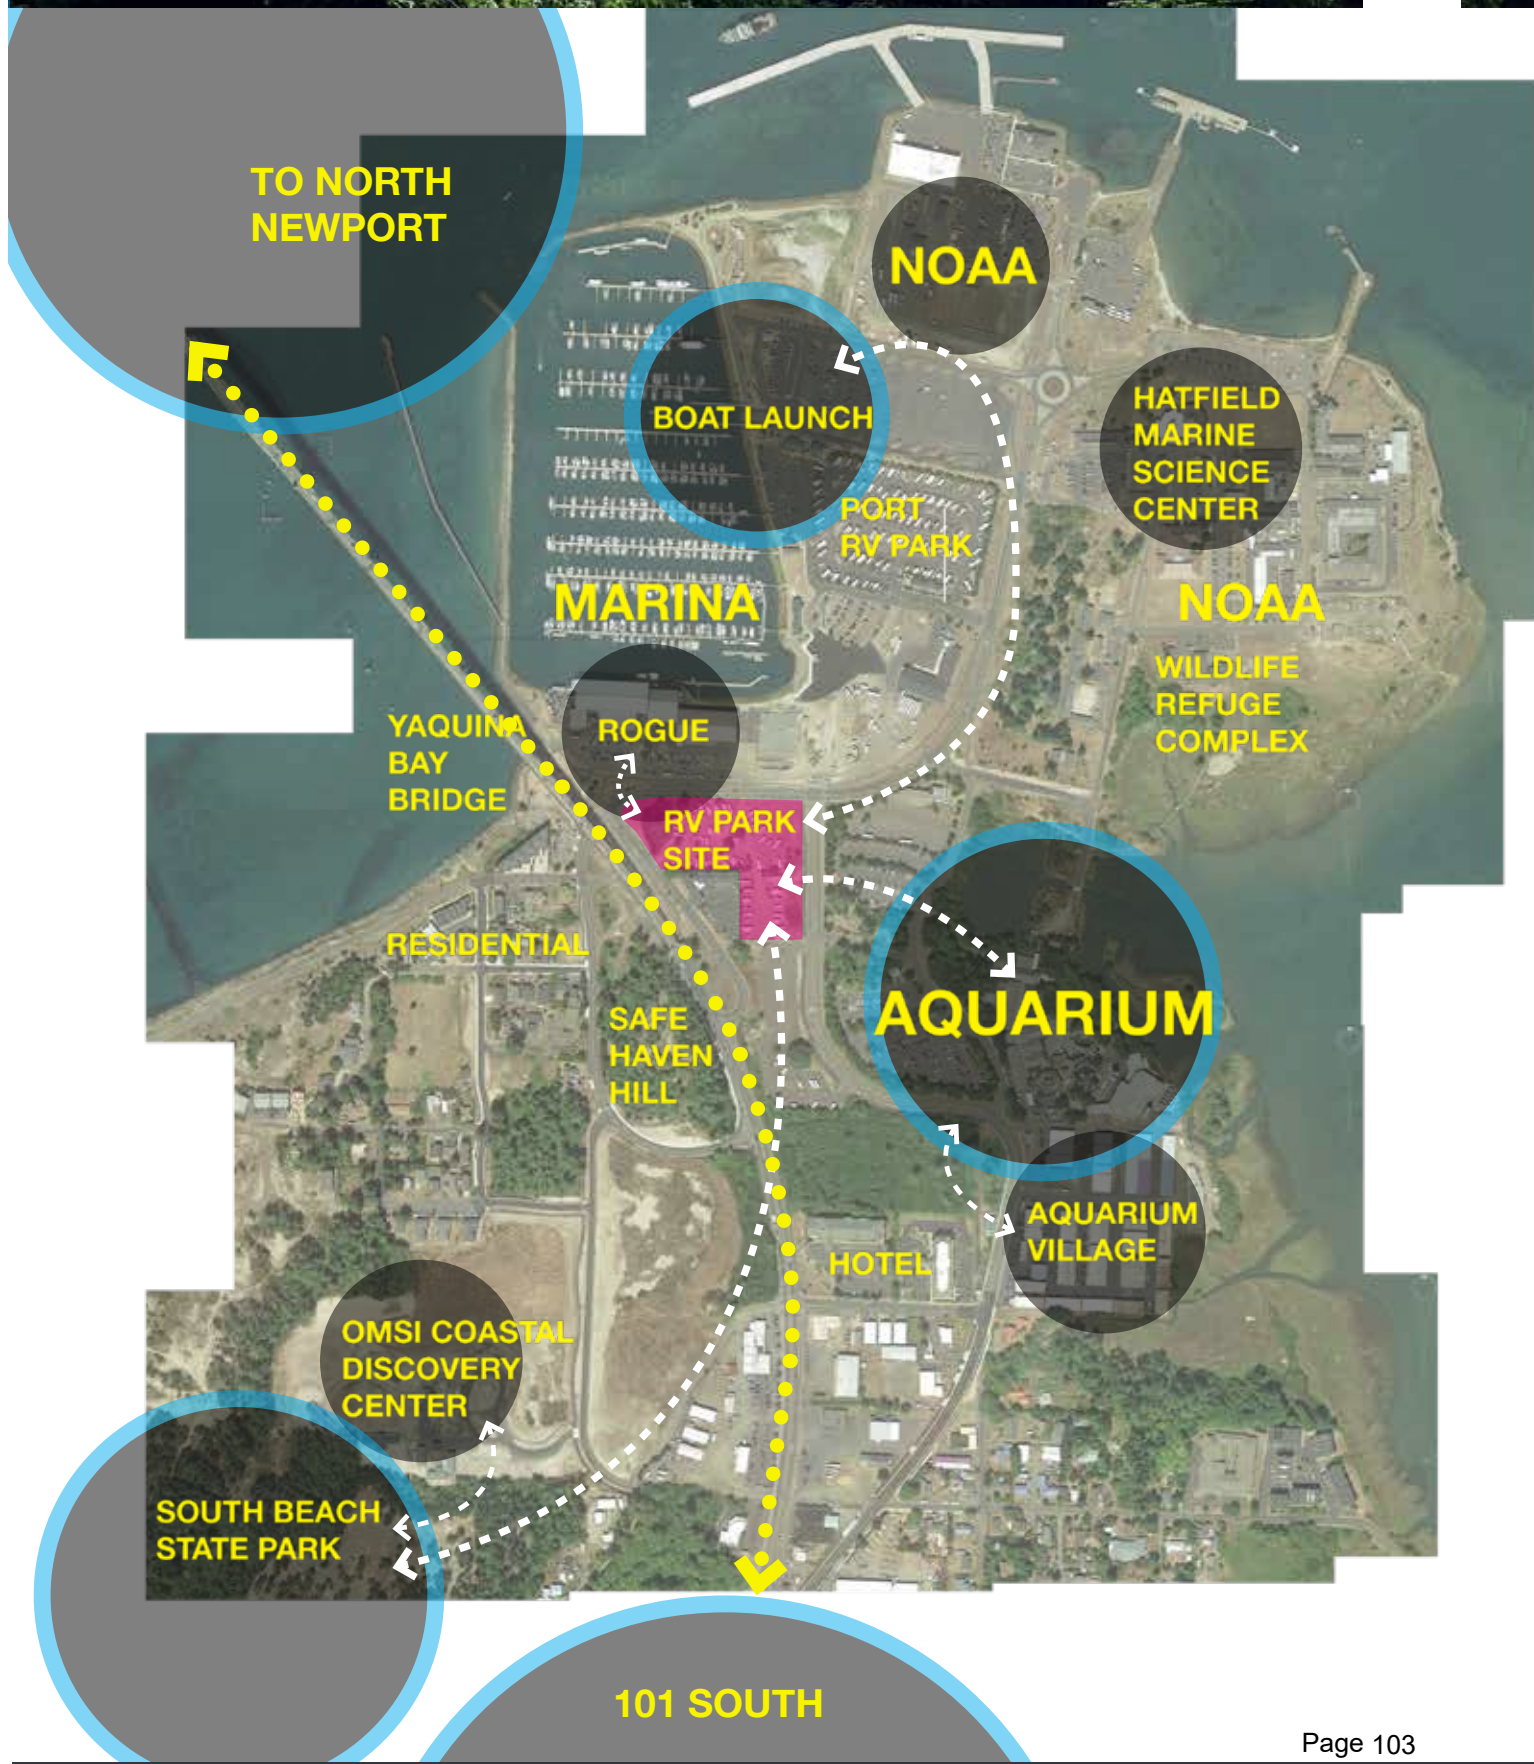 TO NORTH
NEWPORT
NOAA
BOAT LAUNCH
HATFIELD
MARINE
SCIENCE
CENTER
PORT
RV PARK
MARINA
NOAA
WILDLIFE
REFUGE
COMPLEX
YAQUINA
BAY
BRIDGE
ROGUE
RV PARK
SITE
RESIDENTIAL
SAFE
HAVEN
HILL
AQUARIUM
AQUARIUM
VILLAGE
HOTEL
OMSI COASTAL
DISCOVERY
CENTER
SOUTH BEACH
STATE PARK
101 SOUTH
Page 103